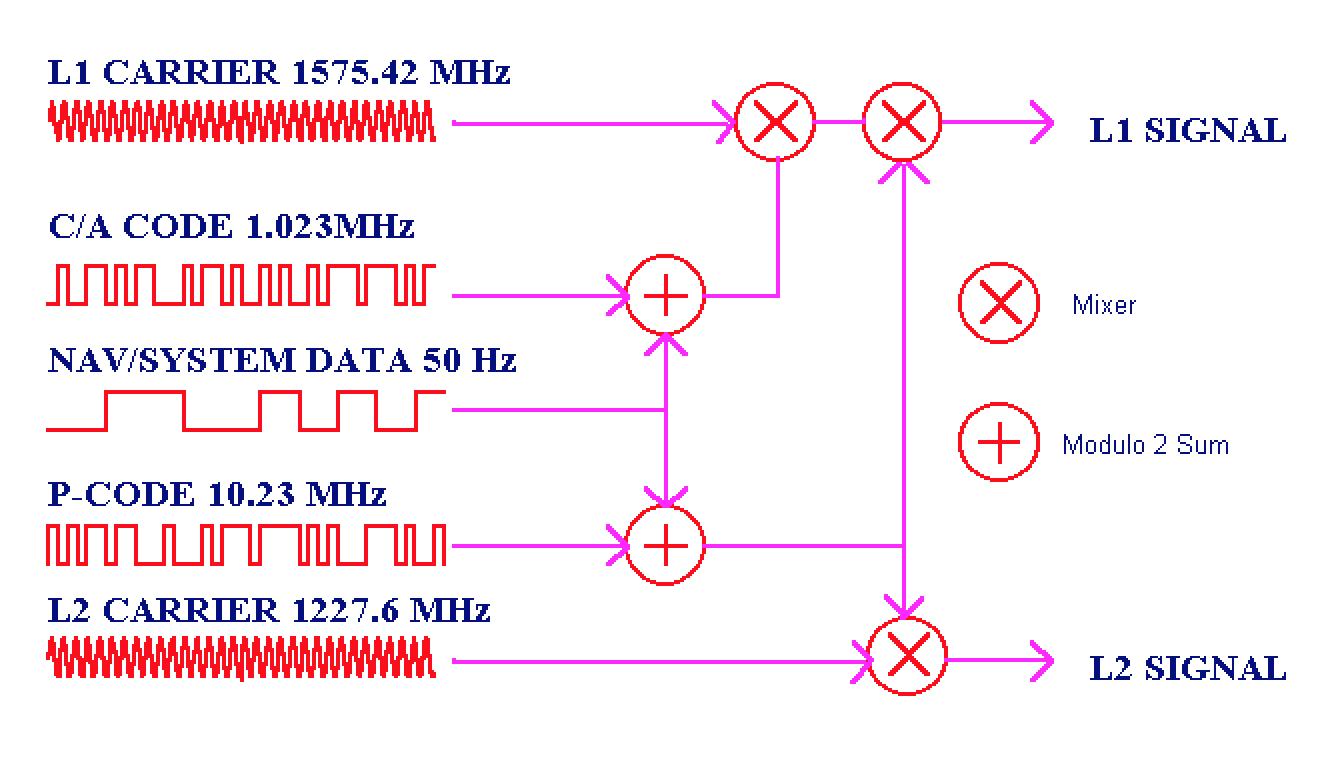 L1 CARRIER 1575.42 MHz
L1 SIGNAL
C/A CODE 1.023MHz
Mixer
NAV/SYSTEM DATA 50 Hz
Modulo 2 Sum
P-CODE 10.23 MHz
L2 CARRIER 1227.6 MHz
L2 SIGNAL